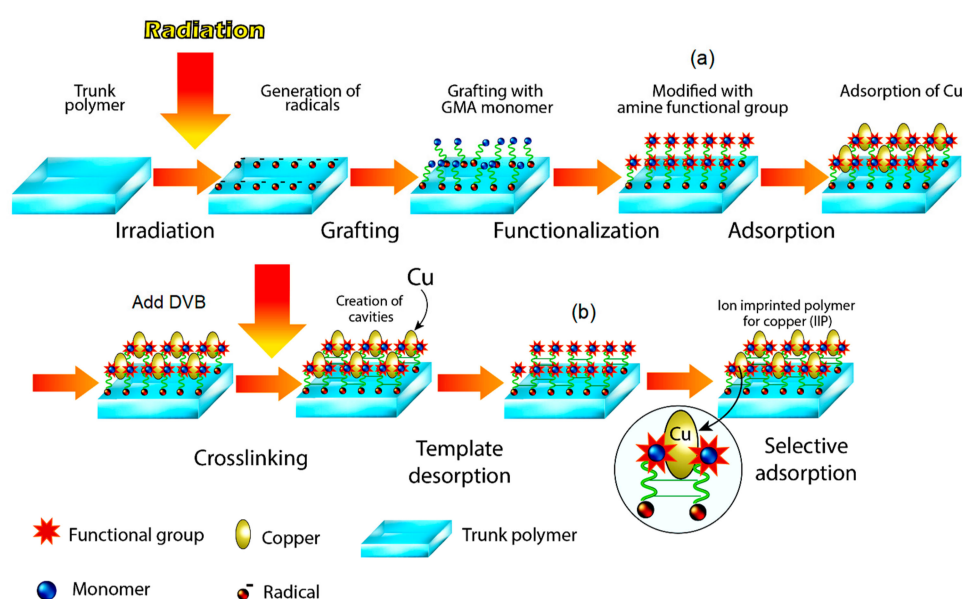 Radiation
(a)
Trunk
polymer
Generation of
radicals
Grafting with
GMA monomer
Modified with
amine functional group
Adsorption of Cu
Irradiation
Grafting
Functionalization
Adsorption
Add DVB
Creation of
cavities
Cu
(b)
Ion imprinted polymer
for copper (IIP)
Cu
Crosslinking
Template
desorption
Selective
adsorption
Functional group
Copper
Trunk polymer
Monomer
Radical